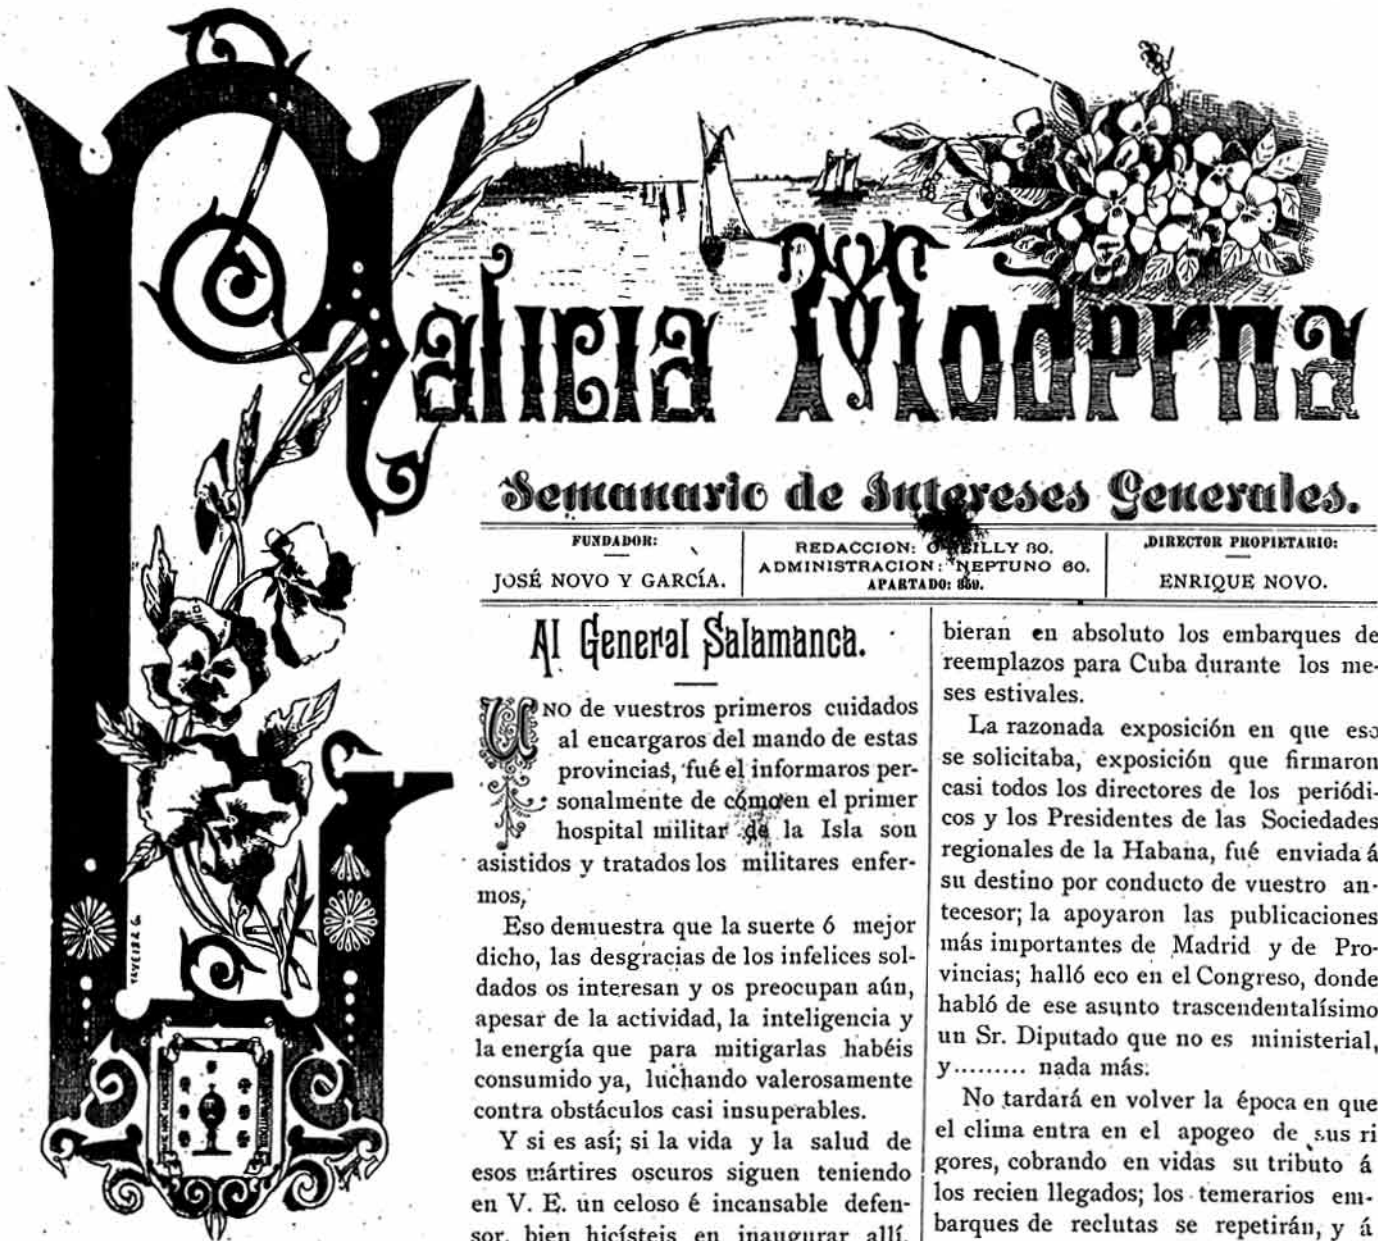 Galicia Moderna
Semanario de Intereses Generales.
FUNDADOR:
JOSÉ NOVO Y GARCÍA.
REDACCION: O'REILLY
ADMINISTRACION: NEPTUNO 60.
APARTADO:
DIRECTOR PROPIETARIO:
ENRIQUE NOVO.
Al General Salamanca.
UNO de vuestros primeros cuidados
al encargaros del mando de estas
provincias, fué el informaros per-
sonalmente de cómo en el primer
hospital militar de la Isla son
asistidos y tratados los militares enfer-
mos,
Eso demuestra que la suerte ó mejor
dicho, las desgracias de los infelices sol-
dados os interesan y os preocupan aún,
apesar de la actividad, la inteligencia y
la energía que para mitigarlas habéis
consumido ya, luchando valerosamente
contra obstáculos casi insuperables.
Y si es así; si la vida y la salud de
esos mártires oscuros siguen teniendo
en V. E. un celoso é incansable defen-
sor, bien hicísteis en inaugurar allí,
bieran en absoluto los embarques de
reemplazos para Cuba durante los me-
ses estivales.
La razonada exposición en que eso
se solicitaba, exposición que firmaron
casi todos los directores de los periódi-
cos y los Presidentes de las Sociedades
regionales de la Habana, fué enviada á
su destino por conducto de vuestro an-
tecesor; la apoyaron las publicaciones
más importantes de Madrid y de Pro-
vincias; halló eco en el Congreso, donde
habló de ese asunto trascendentalísimo
un Sr. Diputado que no es ministerial,
y......... nada más.
No tardará en volver la época en que
el clima entra en el apogeo de sus ri
gores, cobrando en vidas su tributo á
los recien llegados; los temerarios em-
barques de reclutas se repetirán, y á